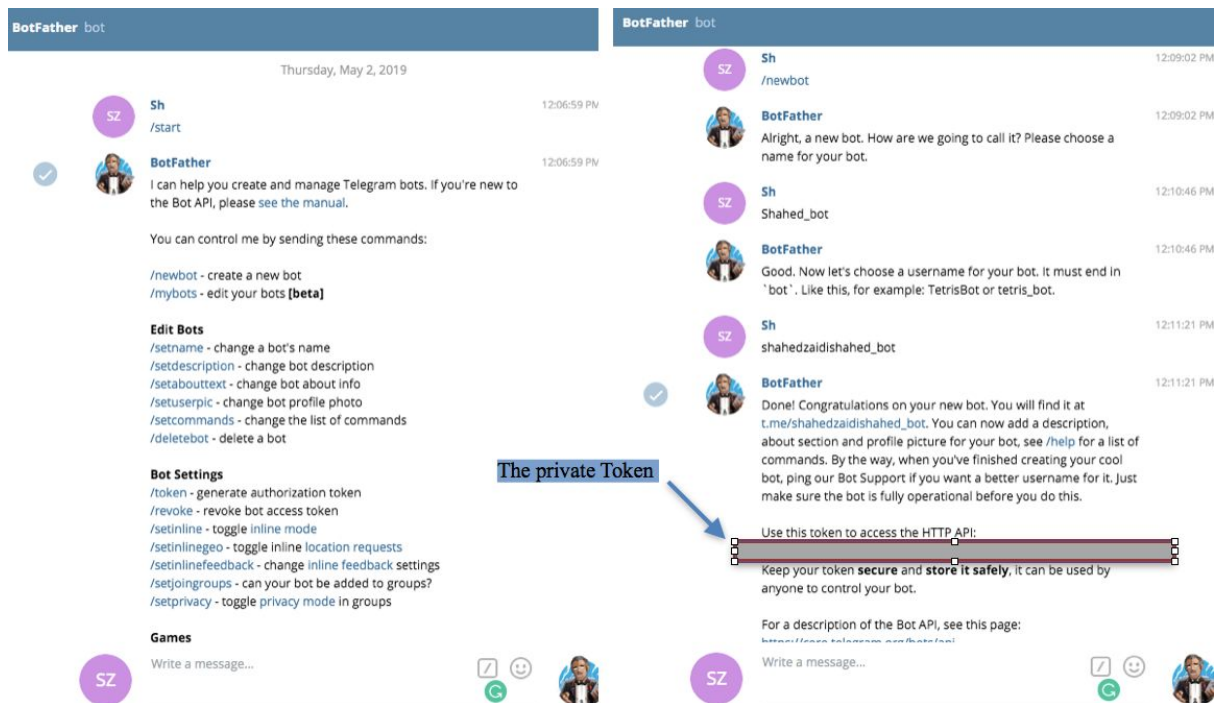 BotFather bot
Thursday, May 2, 2019
SZ
Sh 12:06:59 PM
/start
BotFather 12:06:59 PM
I can help you create and manage Telegram bots. If you're new to
the Bot API, please see the manual.
You can control me by sending these commands:
/newbot - create a new bot
/mybots - edit your bots [beta]
Edit Bots
/setname - change a bot's name
/setdescription - change bot description
/setabouttext - change bot about info
/setuserpic - change bot profile photo
/setcommands - change the list of commands
/deletebot - delete a bot
Bot Settings
/token - generate authorization token
/revoke - revoke bot access token
/setinline - toggle inline mode
/setinlinegeo - toggle inline location requests
/setinlinefeedback - change inline feedback settings
/setjoingroups - can your bot be added to groups?
/setprivacy - toggle privacy mode in groups
Games
SZ
Write a message...
The private Token
BotFather bot
SZ
Sh 12:09:02 PM
/newbot
BotFather 12:09:02 PM
Alright, a new bot. How are we going to call it? Please choose a
name for your bot.
SZ
Sh 12:10:46 PM
Shahed_bot
BotFather 12:10:46 PM
Good. Now let's choose a username for your bot. It must end in
`bot`. Like this, for example: TetrisBot or tetris_bot.
SZ
Sh 12:11:21 PM
shahedzaidishahed_bot
BotFather 12:11:21 PM
Done! Congratulations on your new bot. You will find it at
t.me/shahedzaidishahed_bot. You can now add a description,
about section and profile picture for your bot, see /help for a list of
commands. By the way, when you've finished creating your cool
bot, ping our Bot Support if you want a better username for it. Just
make sure the bot is fully operational before you do this.
Use this token to access the HTTP API:
Keep your token secure and store it safely, it can be used by
anyone to control your bot.
For a description of the Bot API, see this page:
https://core.telegram.org/bots/api
SZ
Write a message...